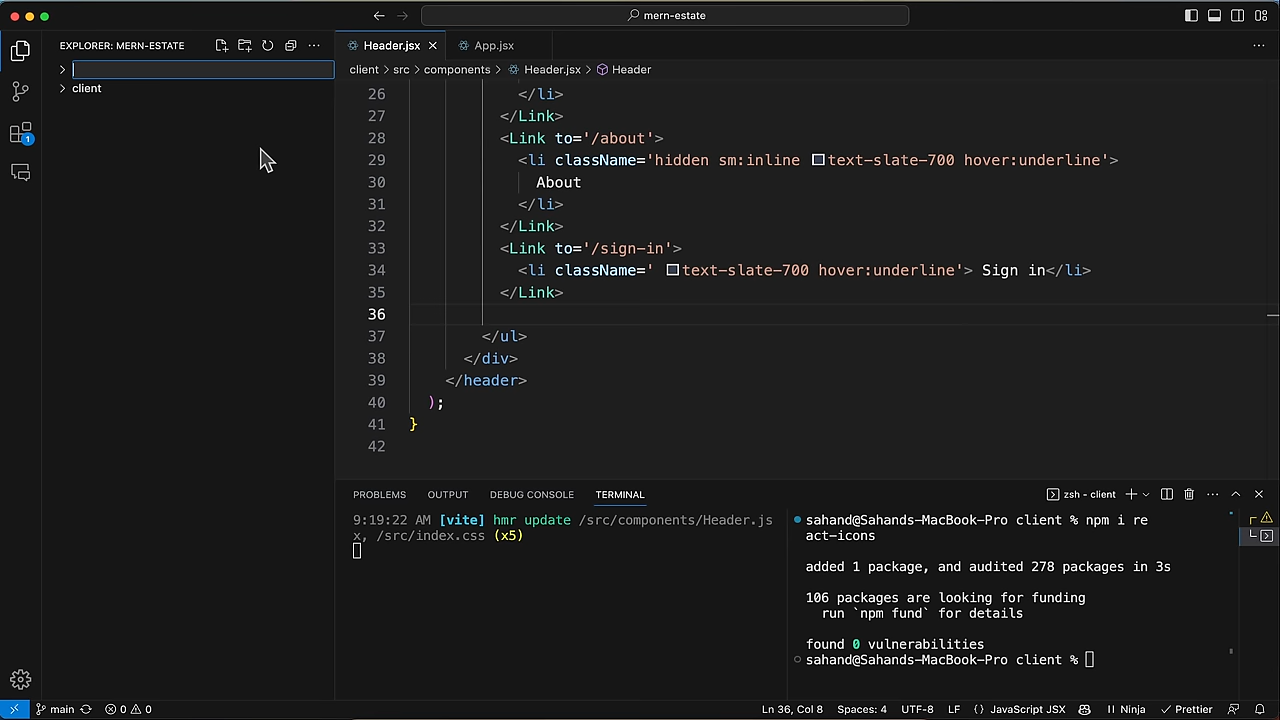 mern-estate
EXPLORER: MERN-ESTATE
client
1
Header.jsx
App.jsx
client > src > components > Header.jsx > Header
26 </li>
27 </Link>
28 <Link to='/about'>
29 <li className='hidden sm:inline text-slate-700 hover:underline'>
30 About
31 </li>
32 </Link>
33 <Link to='/sign-in'>
34 <li className=' text-slate-700 hover:underline'> Sign in</li>
35 </Link>
36
37 </ul>
38 </div>
39 </header>
40 );
41 }
42
PROBLEMS OUTPUT DEBUG CONSOLE TERMINAL
zsh - client
9:19:22 AM [vite] hmr update /src/components/Header.js
x, /src/index.css (x5)
sahand@Sahands-MacBook-Pro client % npm i re
act-icons
added 1 package, and audited 278 packages in 3s
106 packages are looking for funding
run `npm fund` for details
found 0 vulnerabilities
sahand@Sahands-MacBook-Pro client %
main 0 0 Ln 36, Col 8 Spaces: 4 UTF-8 LF {} JavaScript JSX Ninja Prettier